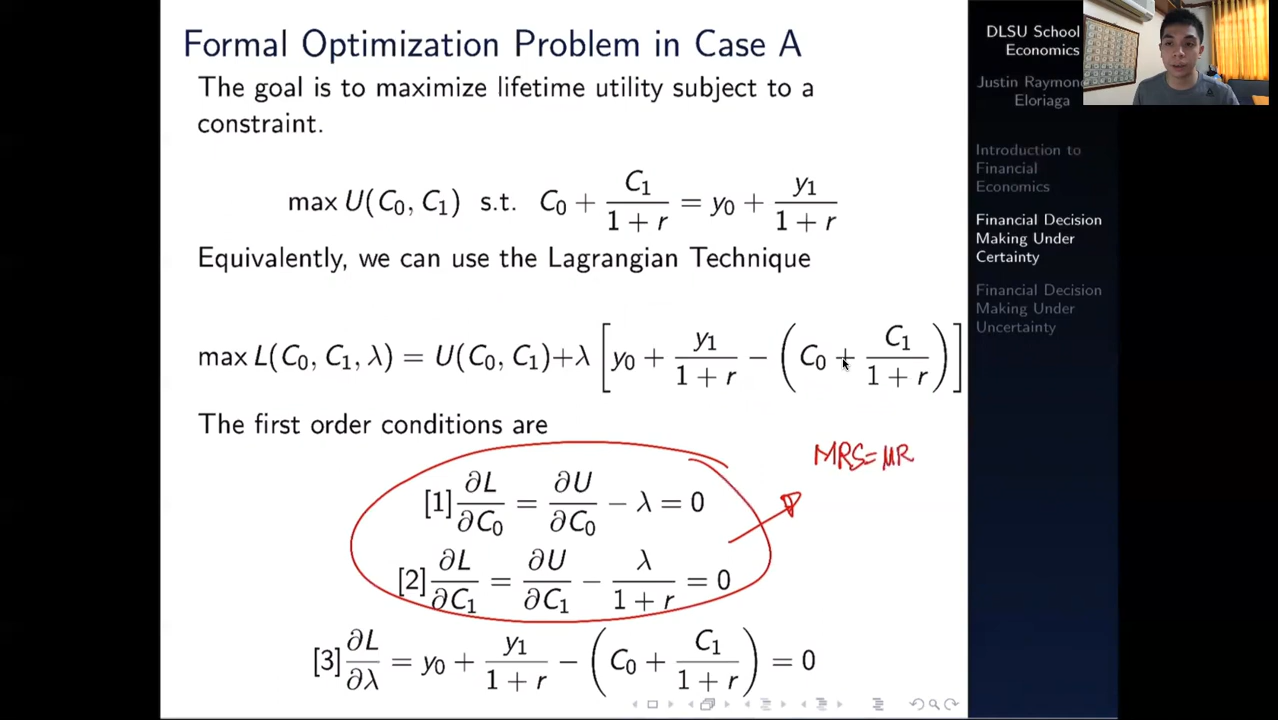 Formal Optimization Problem in Case A
The goal is to maximize lifetime utility subject to a
constraint.
max U(C₀, C₁) s.t. C₀ + C₁/(1 + r) = y₀ + y₁/(1 + r)
Equivalently, we can use the Lagrangian Technique
max L(C₀, C₁, λ) = U(C₀, C₁)+λ [y₀ + y₁/(1 + r) − (C₀ + C₁/(1 + r))]
The first order conditions are
MRS=MR
[1] ∂L/∂C₀ = ∂U/∂C₀ − λ = 0
[2] ∂L/∂C₁ = ∂U/∂C₁ − λ/(1 + r) = 0
[3] ∂L/∂λ = y₀ + y₁/(1 + r) − (C₀ + C₁/(1 + r)) = 0
DLSU School
Economics
Justin Raymond
Eloriaga
Introduction to
Financial
Economics
Financial Decision
Making Under
Certainty
Financial Decision
Making Under
Uncertainty